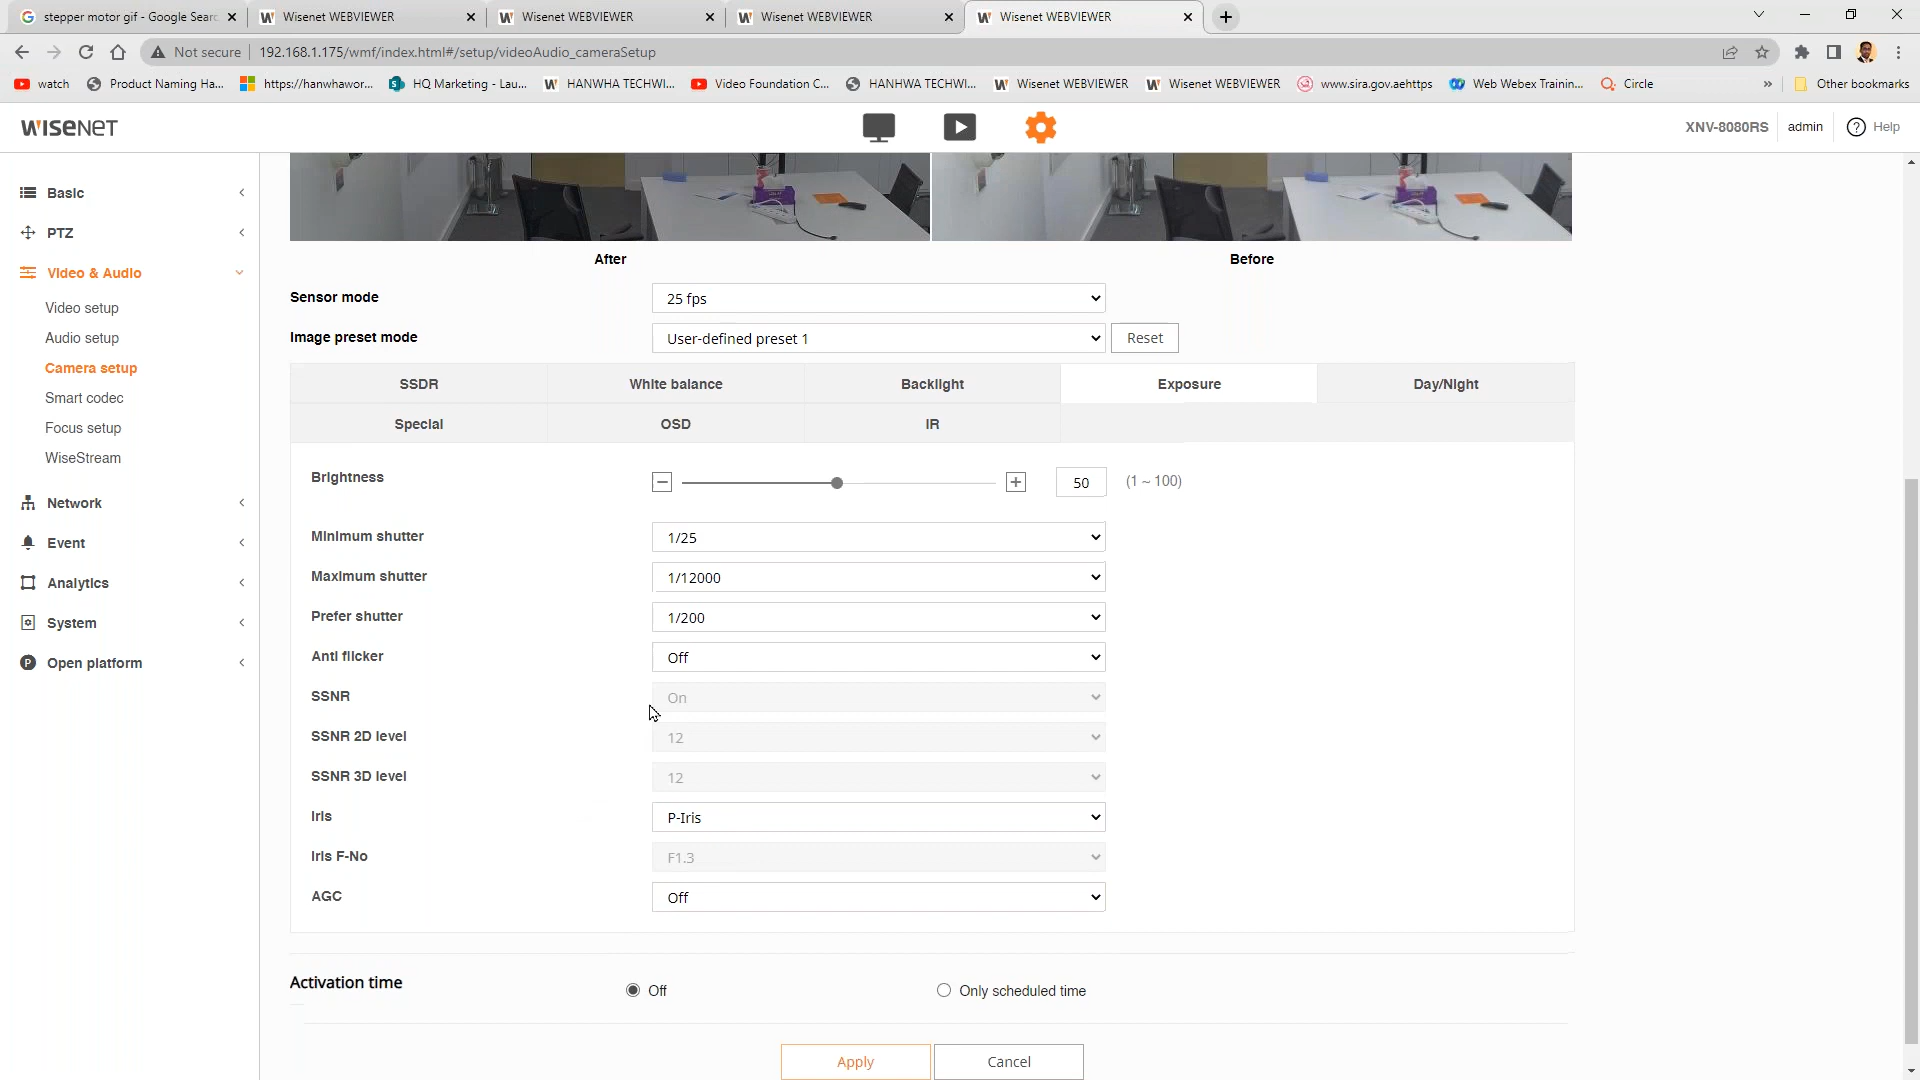 stepper motor gif - Google Searc
Wisenet WEBVIEWER
Wisenet WEBVIEWER
Wisenet WEBVIEWER
Wisenet WEBVIEWER
Not secure 192.168.1.175/wmf/index.html#/setup/videoAudio_cameraSetup
watch Product Naming Ha... https://hanwhawor... HQ Marketing - Lau... HANWHA TECHWI... Video Foundation C... HANHWA TECHWI... Wisenet WEBVIEWER Wisenet WEBVIEWER www.sira.gov.aehttps Web Webex Trainin... Circle » Other bookmarks
WISENET XNV-8080RS admin ? Help
Basic
PTZ
Video & Audio
Video setup
Audio setup
Camera setup
Smart codec
Focus setup
WiseStream
Network
Event
Analytics
System
Open platform
After Before
Sensor mode 25 fps
Image preset mode User-defined preset 1 Reset
SSDR White balance Backlight Exposure Day/Night
Special OSD IR
Brightness 50 (1 ~ 100)
Minimum shutter 1/25
Maximum shutter 1/12000
Prefer shutter 1/200
Anti flicker Off
SSNR On
SSNR 2D level 12
SSNR 3D level 12
Iris P-Iris
Iris F-No F1.3
AGC Off
Activation time Off Only scheduled time
Apply Cancel